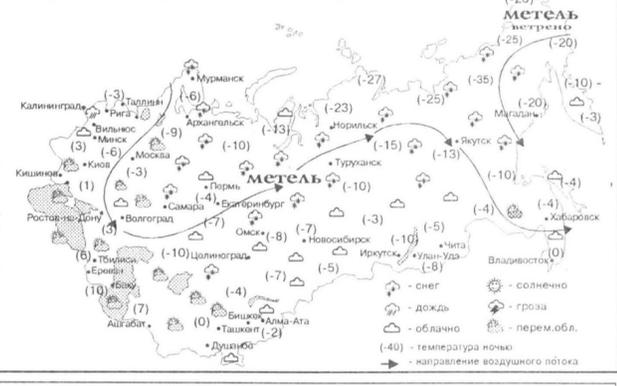 (-20)
метель
ветрено
(-25)
(-20)
Мурманск
(-27)
(-35)
(-10) -
(-3)
(-3)
Таллинн
(-6)
(-25)
Калининград
Рига
Архангельск
(-23)
(-20)
Магадан
Вильнюс
(-9)
(-13)
Норильск
(3)
Минск
(-10)
(-15)
Якутск
(-6)
Москва
(-13)
(-10)
Киов
Туруханск
Кишинев
(-3)
метель
(1)
Пермь
(-10)
(-4)
(-4)
Екатеринбург
(-4)
Самара
(-3)
(-4)
Ростов-на-Дону
Волгоград
Хабаровск
(3)
(-7)
(-5)
Омск
(-8)
Новосибирск
(-10)
Чита
(6)
Тбилиси
(-10)
Целиноград
Иркутск
Улан-Удэ
(0)
Владивосток
Ереван
(-5)
(-8)
(-7)
(10)
Баку
- снег
- солнечно
(-4)
(7)
- дождь
- гроза
Бишкек
Ашгабат
(0)
Алма-Ата
- облачно
- перем.обл.
Ташкент
(-2)
Душанбе
(-40) - температура ночью
- направление воздушного потока